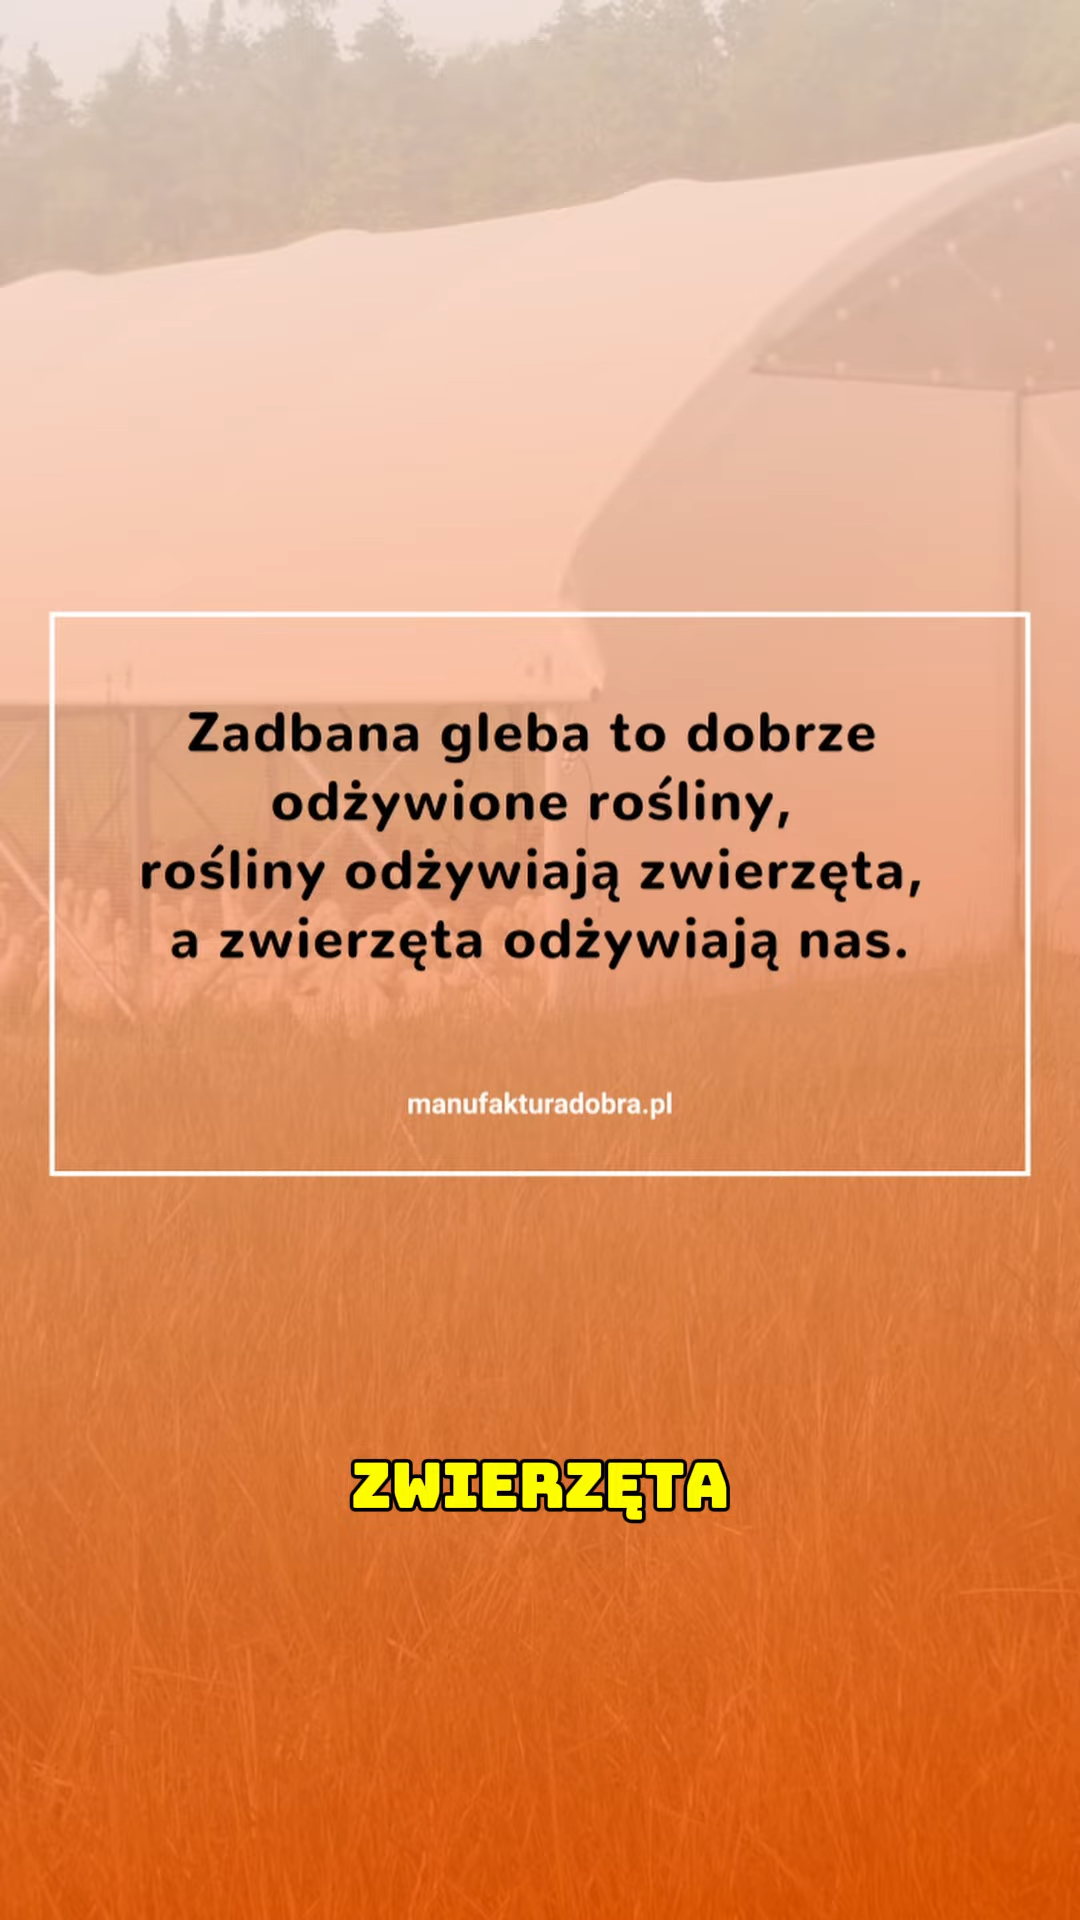 Zadbana gleba to dobrze
odżywione rośliny,
rośliny odżywiają zwierzęta,
a zwierzęta odżywiają nas.
manufakturadobra.pl
ZWIERZĘTA